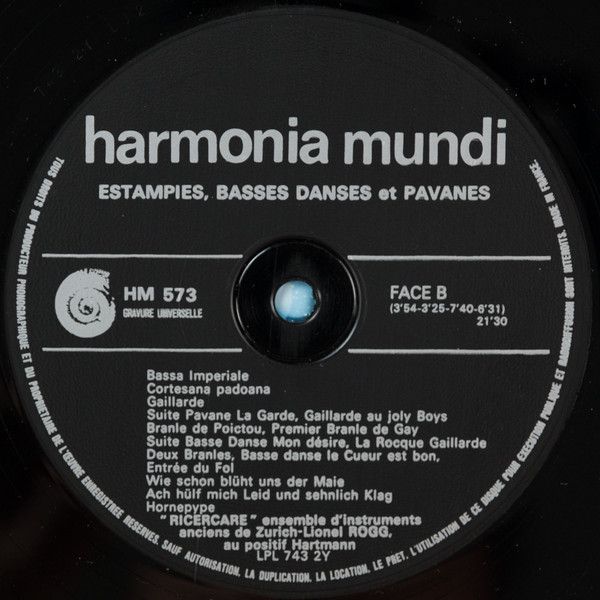 harmonia mundi
ESTAMPIES, BASSES DANSES et PAVANES
HM 573
GRAVURE UNIVERSELLE
FACE B
(3'54-3'25-7'40-6'31)
21'30
Bassa Imperiale
Cortesana padoana
Gaillarde
Suite Pavane La Garde, Gaillarde au joly Boys
Branle de Poictou, Premier Branle de Gay
Suite Basse Danse Mon désire, La Rocque Gaillarde
Deux Branles, Basse danse le Cueur est bon,
Entrée du Fol
Wie schon blüht uns der Maie
Ach hülf mich Leid und sehnlich Klag
Hornepype
"RICERCARE" ensemble d'instruments
anciens de Zurich-Lionel ROGG,
au positif Hartmann
LPL 743 2Y
TOUS DROITS DU PRODUCTEUR PHONOGRAPHIQUE ET DU PROPRIETAIRE DE L'ŒUVRE ENREGISTREE RESERVES. SAUF AUTORISATION, LA DUPLICATION, LA LOCATION, LE PRET, L'UTILISATION DE CE DISQUE POUR EXECUTION PUBLIQUE ET RADIODIFFUSION SONT INTERDITS. MADE IN FRANCE.